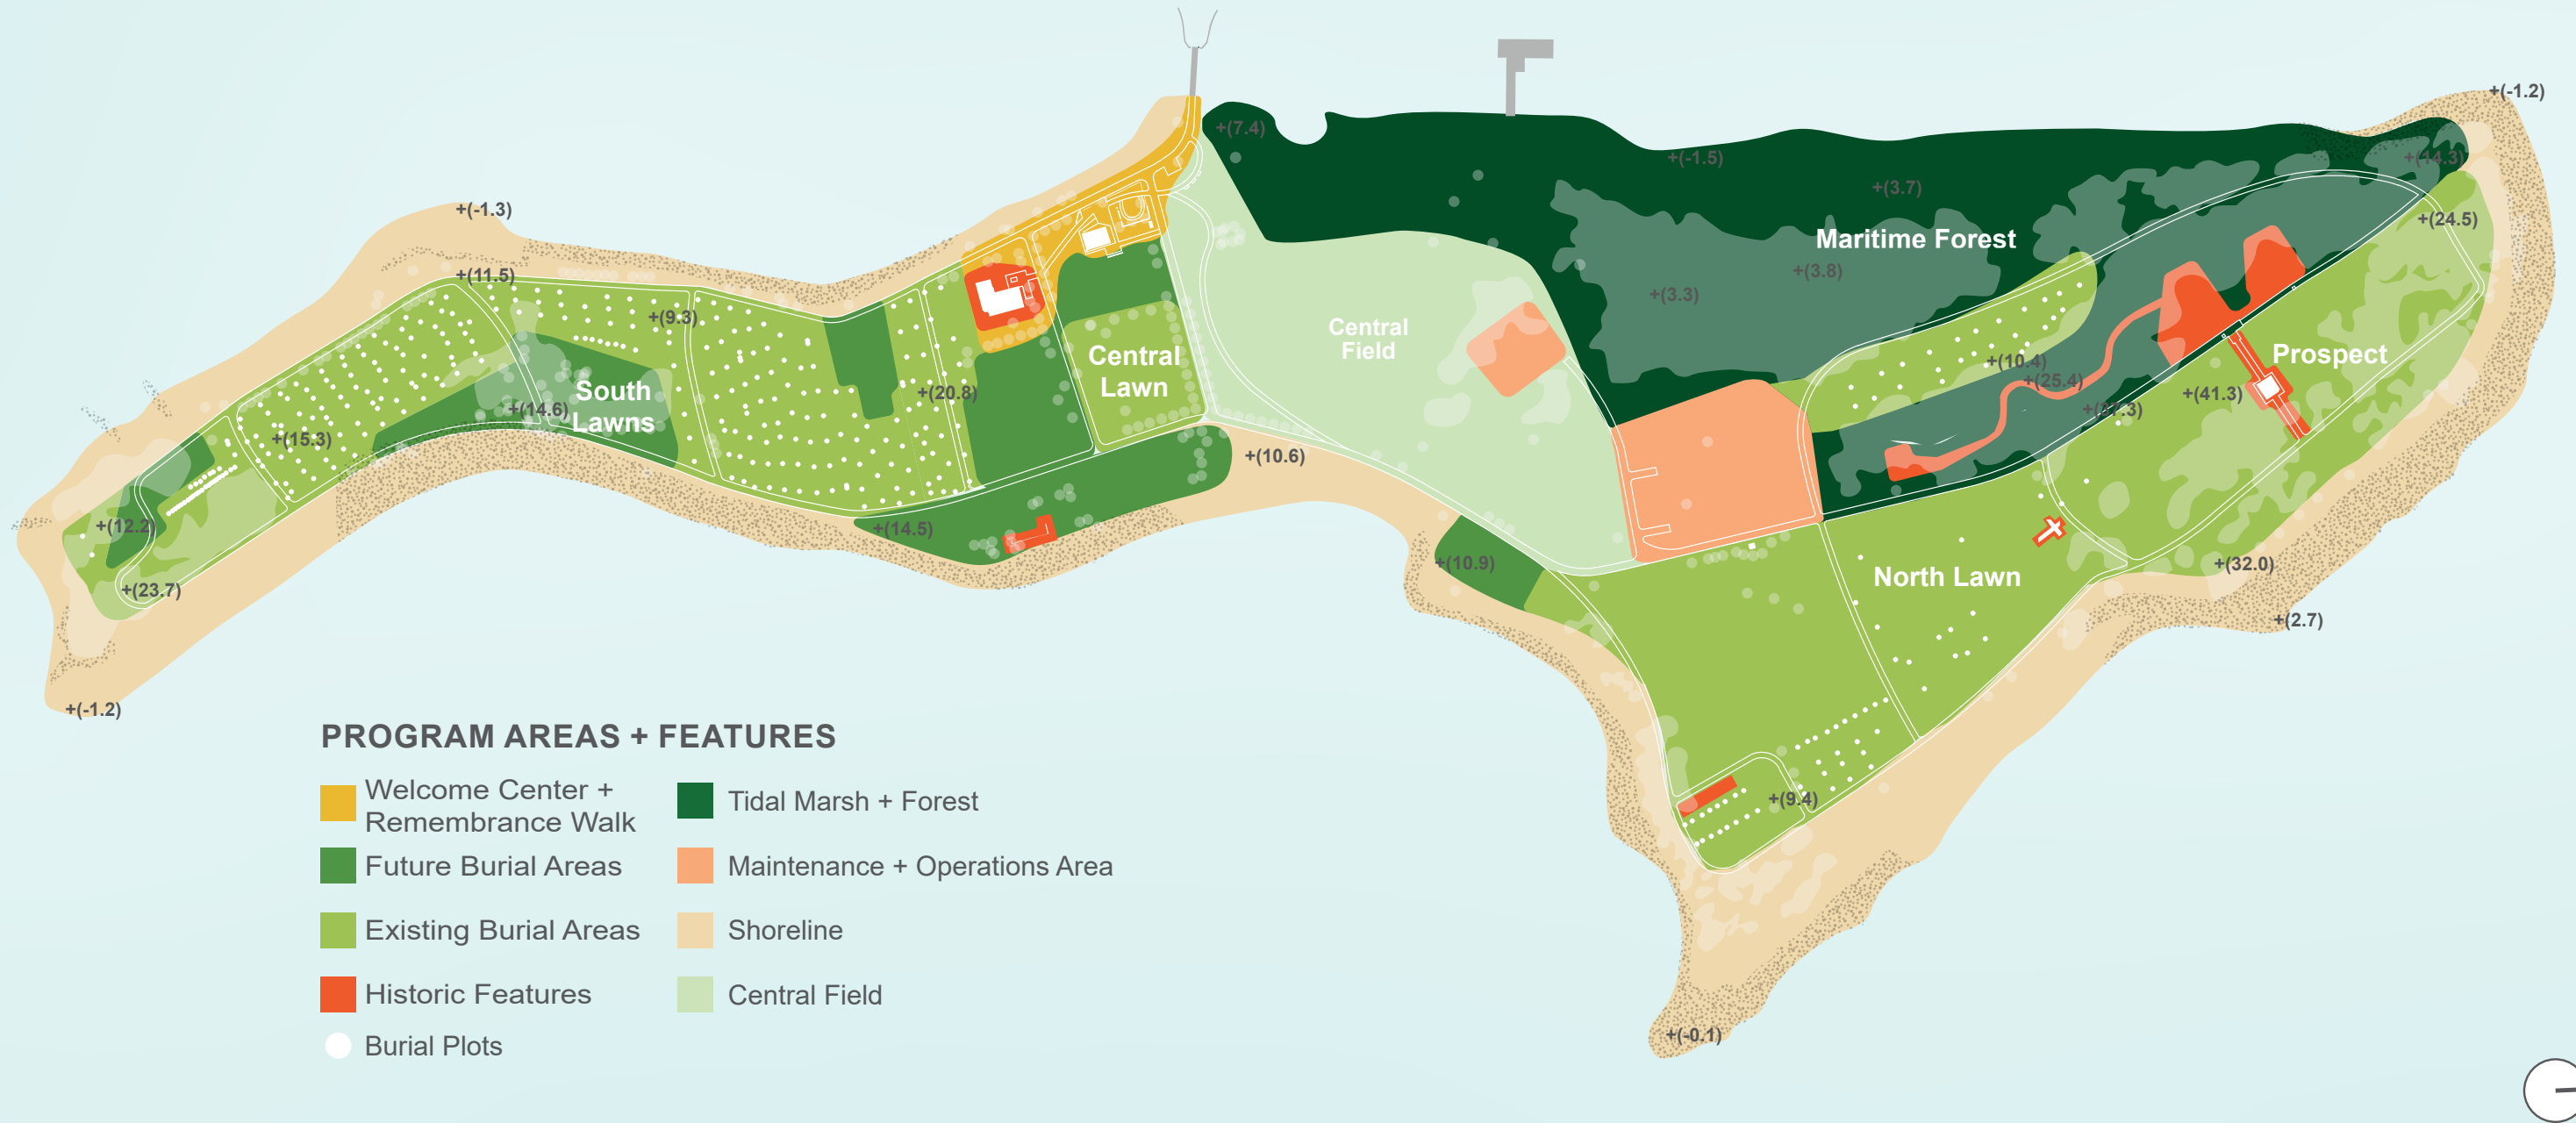 +(-1.2)
+(7.4)
+(-1.5)
+(14.3)
+(3.7)
+(-1.3)
+(24.5)
Maritime Forest
+(11.5)
+(3.8)
+(3.3)
+(9.3)
Central
Field
Central
Lawn
Prospect
+(10.4)
+(25.4)
South
Lawns
+(20.8)
+(41.3)
+(14.6)
+(37.3)
+(15.3)
+(10.6)
+(12.2)
+(14.5)
+(10.9)
+(32.0)
North Lawn
+(23.7)
+(2.7)
+(-1.2)
+(9.4)
+(-0.1)
PROGRAM AREAS + FEATURES
Welcome Center +
Remembrance Walk
Future Burial Areas
Existing Burial Areas
Historic Features
Burial Plots
Tidal Marsh + Forest
Maintenance + Operations Area
Shoreline
Central Field